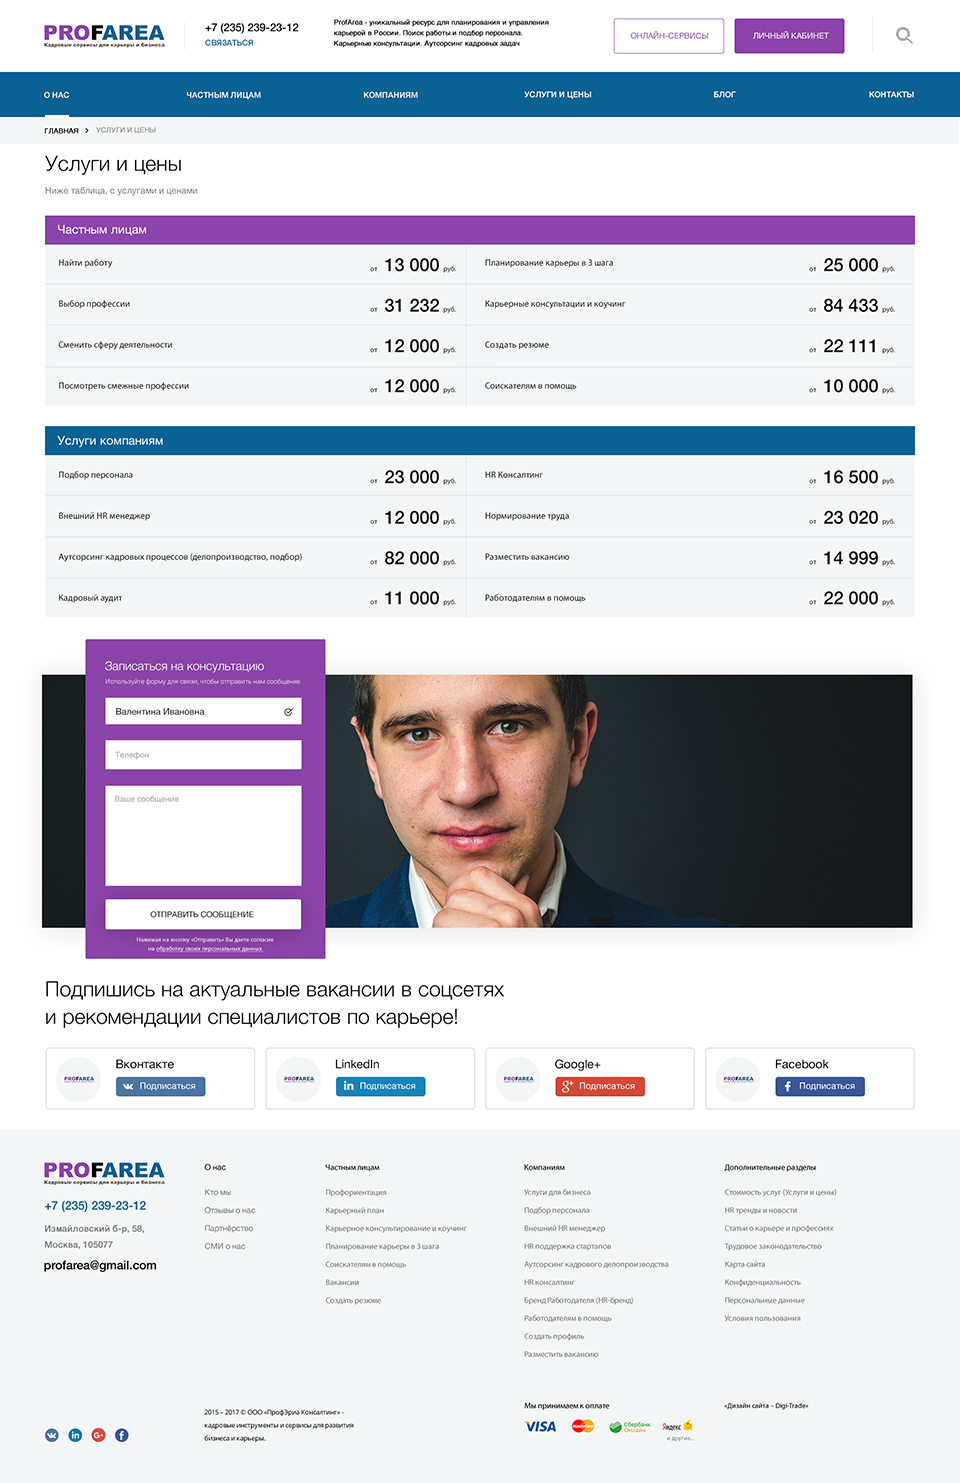 PROFAREA
Кадровые сервисы для карьеры и бизнеса
+7 (235) 239-23-12
СВЯЗАТЬСЯ
ProfArea - уникальный ресурс для планирования и управления
карьерой в России. Поиск работы и подбор персонала.
Карьерные консультации. Аутсорсинг кадровых задач
ОНЛАЙН-СЕРВИСЫ
ЛИЧНЫЙ КАБИНЕТ
О НАС
ЧАСТНЫМ ЛИЦАМ
КОМПАНИЯМ
УСЛУГИ И ЦЕНЫ
БЛОГ
КОНТАКТЫ
ГЛАВНАЯ > УСЛУГИ И ЦЕНЫ
Услуги и цены
Ниже таблица, с услугами и ценами
Частным лицам
Найти работу от 13 000 руб.
Планирование карьеры в 3 шага от 25 000 руб.
Выбор профессии от 31 232 руб.
Карьерные консультации и коучинг от 84 433 руб.
Сменить сферу деятельности от 12 000 руб.
Создать резюме от 22 111 руб.
Посмотреть смежные профессии от 12 000 руб.
Соискателям в помощь от 10 000 руб.
Услуги компаниям
Подбор персонала от 23 000 руб.
HR Консалтинг от 16 500 руб.
Внешний HR менеджер от 12 000 руб.
Нормирование труда от 23 020 руб.
Аутсорсинг кадровых процессов (делопроизводство, подбор) от 82 000 руб.
Разместить вакансию от 14 999 руб.
Кадровый аудит от 11 000 руб.
Работодателям в помощь от 22 000 руб.
Записаться на консультацию
Используйте форму для связи, чтобы отправить нам сообщение.
Валентина Ивановна
Телефон
Ваше сообщение
ОТПРАВИТЬ СООБЩЕНИЕ
Нажимая на кнопку «Отправить» Вы даете согласие
на обработку своих персональных данных
Подпишись на актуальные вакансии в соцсетях
и рекомендации специалистов по карьере!
PROFAREA
Вконтакте
Подписаться
PROFAREA
LinkedIn
Подписаться
PROFAREA
Google+
Подписаться
PROFAREA
Facebook
Подписаться
PROFAREA
Кадровые сервисы для карьеры и бизнеса
+7 (235) 239-23-12
Измайловский б-р, 58,
Москва, 105077
profarea@gmail.com
О нас
Кто мы
Отзывы о нас
Партнёрство
СМИ о нас
Частным лицам
Профориентация
Карьерный план
Карьерное консультирование и коучинг
Планирование карьеры в 3 шага
Соискателям в помощь
Вакансии
Создать резюме
Компаниям
Услуги для бизнеса
Подбор персонала
Внешний HR менеджер
HR поддержка стартапов
Аутсорсинг кадрового делопроизводства
HR консалтинг
Бренд Работодателя (HR-бренд)
Работодателям в помощь
Создать профиль
Разместить вакансию
Дополнительные разделы
Стоимость услуг (Услуги и цены)
HR тренды и новости
Статьи о карьере и профессиях
Трудовое законодательство
Карта сайта
Конфиденциальность
Персональные данные
Условия пользования
2015 – 2017 © ООО «ПрофЭриа Консалтинг» -
кадровые инструменты и сервисы для развития
бизнеса и карьеры.
Мы принимаем к оплате
VISA
MasterCard
Сбербанк
Онлайн
Яндекс
и другие..
«Дизайн сайта – Digi-Trade»